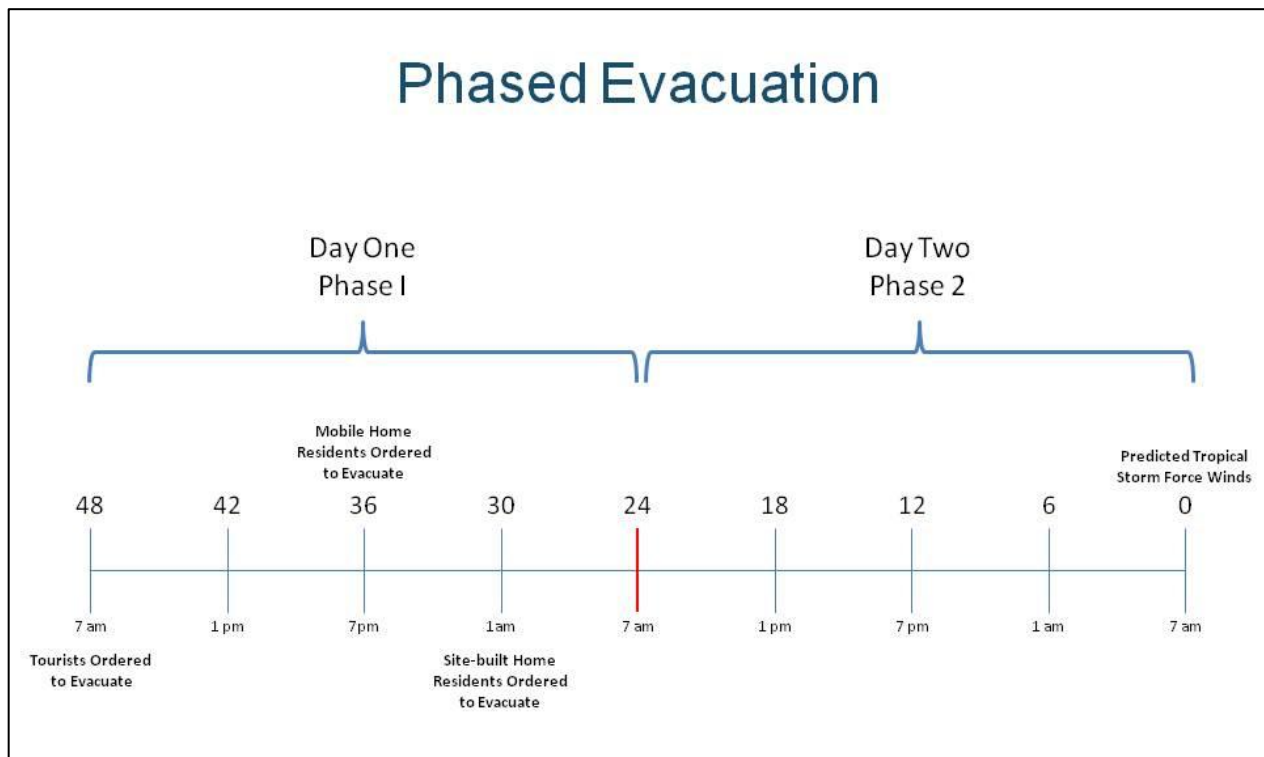 Phased Evacuation
Day One
Phase I
Day Two
Phase 2
Mobile Home
Residents Ordered
to Evacuate
Predicted Tropical
Storm Force Winds
48 42 36 30 24 18 12 6 0
7 am 1 pm 7pm 1am 7 am 1 pm 7 pm 1 am 7 am
Tourists Ordered
to Evacuate
Site-built Home
Residents Ordered
to Evacuate